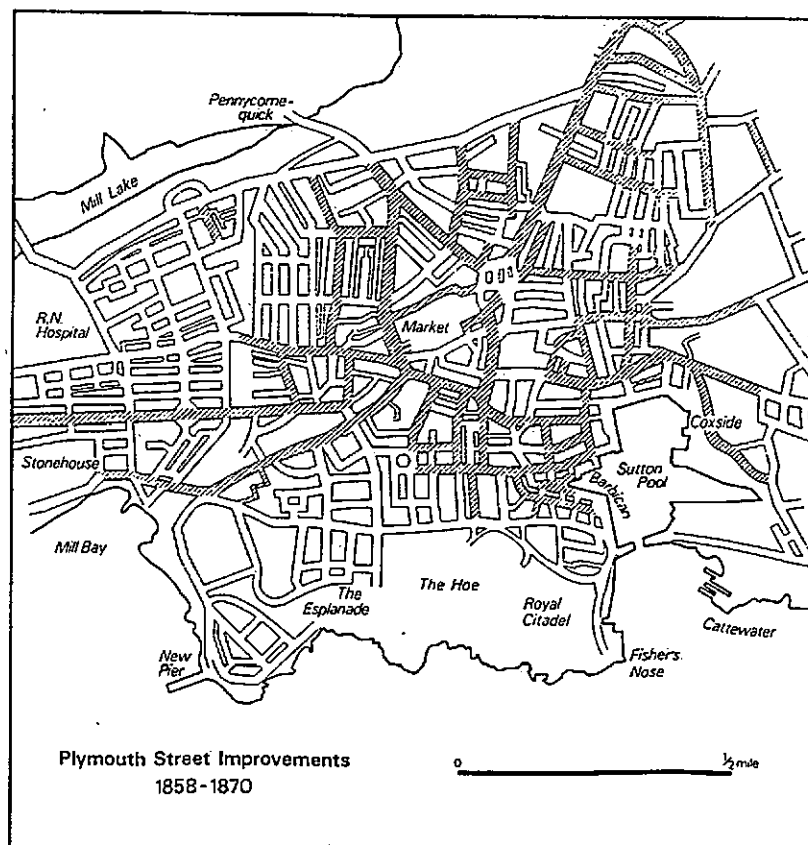 Pennycome-
quick
Mill Lake
R.N.
Hospital
Market
Stonehouse
Coxside
Sutton
Pool
Barbican
Mill Bay
The
Esplanade
The Hoe
Royal
Citadel
Cattewater
New
Pier
Fisher's
Nose
Plymouth Street Improvements
1858-1870
0
½ mile